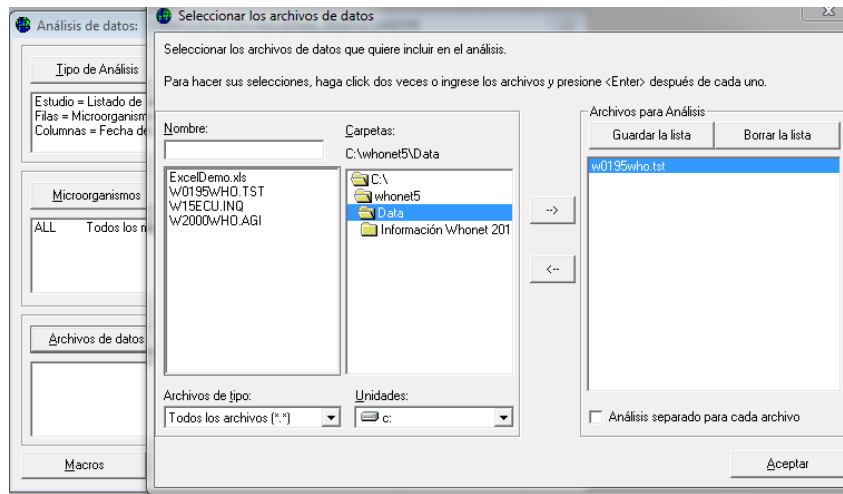 Análisis de datos:
Tipo de Análisis
Estudio = Listado de
Filas = Microorganism
Columnas = Fecha de
Microorganismos
ALL Todos los
Archivos de datos
Macros
Seleccionar los archivos de datos
Seleccionar los archivos de datos que quiere incluir en el análisis.
Para hacer sus selecciones, haga click dos veces o ingrese los archivos y presione <Enter> después de cada uno.
Nombre:
ExcelDemo.xls
W0195WHO.TST
W15ECU.INQ
W2000WHO.AGI
Carpetas:
C:\whonet5\Data
C:\
whonet5
Data
Información Whonet 201
Archivos de tipo:
Todos los archivos (*.*)
Unidades:
c:
-->
<--
Archivos para Análisis
Guardar la lista
Borrar la lista
w0195who.tst
Análisis separado para cada archivo
Aceptar